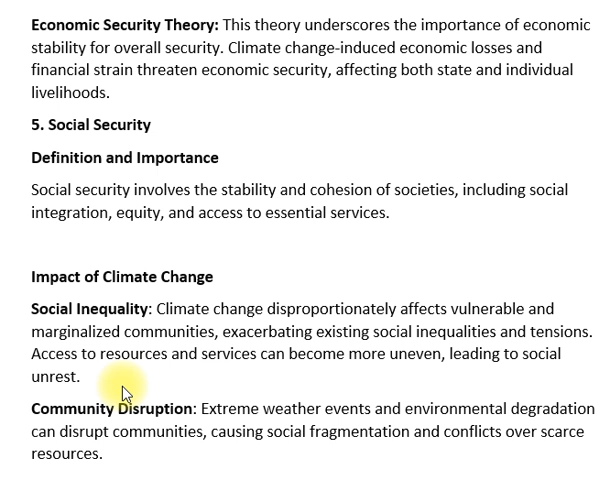 Economic Security Theory: This theory underscores the importance of economic
stability for overall security. Climate change-induced economic losses and
financial strain threaten economic security, affecting both state and individual
livelihoods.
5. Social Security
Definition and Importance
Social security involves the stability and cohesion of societies, including social
integration, equity, and access to essential services.
Impact of Climate Change
Social Inequality: Climate change disproportionately affects vulnerable and
marginalized communities, exacerbating existing social inequalities and tensions.
Access to resources and services can become more uneven, leading to social
unrest.
Community Disruption: Extreme weather events and environmental degradation
can disrupt communities, causing social fragmentation and conflicts over scarce
resources.